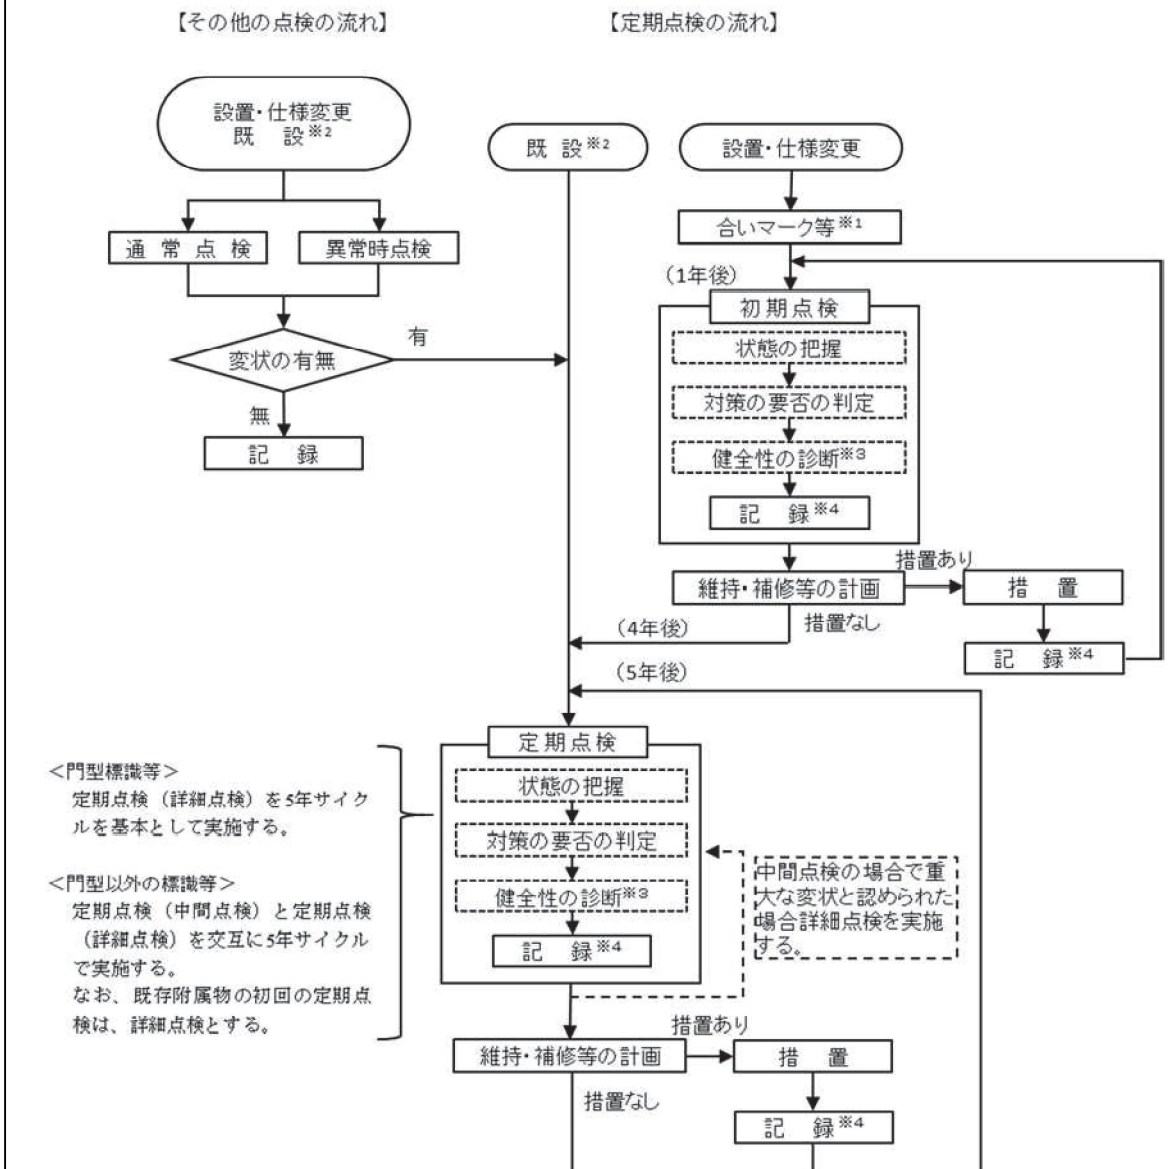 【その他の点検の流れ】
【定期点検の流れ】
設置・仕様変更
既　設※2
既 設※2
設置・仕様変更
合いマーク等※1
通 常 点 検
異常時点検
（1年後）
初期点検
状態の把握
対策の要否の判定
健全性の診断※3
記　録※4
変状の有無
有
無
記　録
維持・補修等の計画
措置あり
措　置
措置なし
記　録※4
（4年後）
（5年後）
定期点検
状態の把握
対策の要否の判定
健全性の診断※3
記　録※4
＜門型標識等＞
定期点検（詳細点検）を5年サイク
ルを基本として実施する。
＜門型以外の標識等＞
定期点検（中間点検）と定期点検
（詳細点検）を交互に5年サイクル
で実施する。
なお、既存附属物の初回の定期点
検は、詳細点検とする。
中間点検の場合で重
大な変状と認められた
場合詳細点検を実施
する。
維持・補修等の計画
措置あり
措　置
措置なし
記　録※4